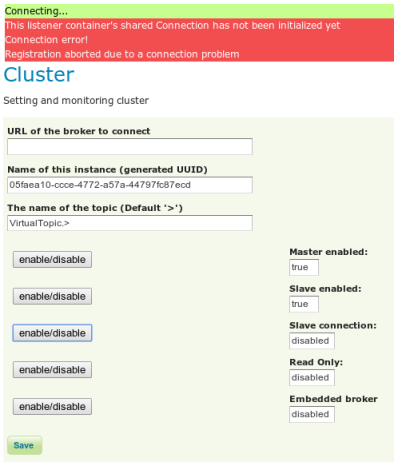 Connecting...
This listener container's shared Connection has not been initialized yet
Connection error!
Registration aborted due to a connection problem
Cluster
Setting and monitoring cluster
URL of the broker to connect
Name of this instance (generated UUID)
05faea10-ccce-4772-a57a-44797fc87ecd
The name of the topic (Default '>')
VirtualTopic.>
enable/disable
Master enabled:
true
enable/disable
Slave enabled:
true
enable/disable
Slave connection:
disabled
enable/disable
Read Only:
disabled
enable/disable
Embedded broker
disabled
Save